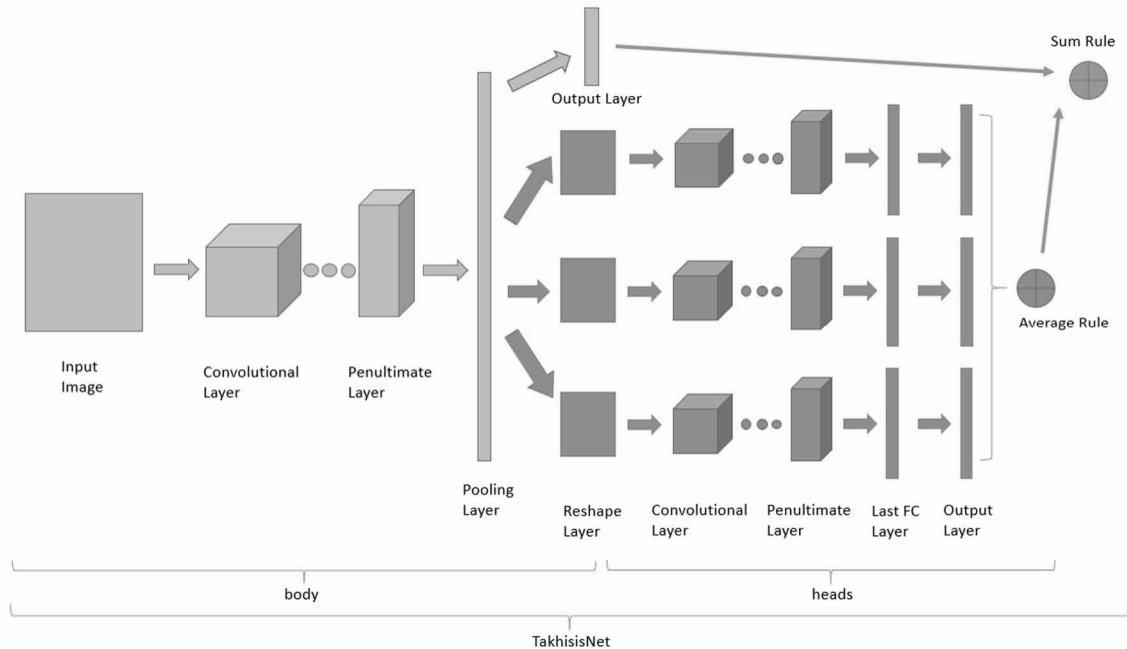 Sum Rule
Output Layer
Average Rule
Input
Image
Convolutional
Layer
Penultimate
Layer
Pooling
Layer
Reshape
Layer
Convolutional
Layer
Penultimate
Layer
Last FC
Layer
Output
Layer
body
heads
TakhisisNet